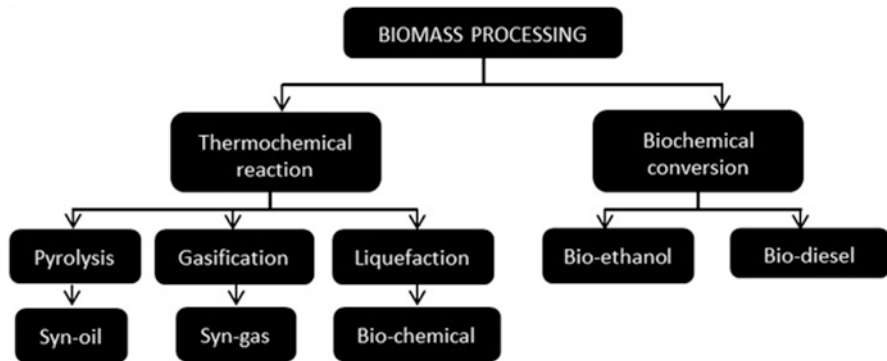 BIOMASS PROCESSING
Thermochemical
reaction
Biochemical
conversion
Pyrolysis
Gasification
Liquefaction
Bio-ethanol
Bio-diesel
Syn-oil
Syn-gas
Bio-chemical